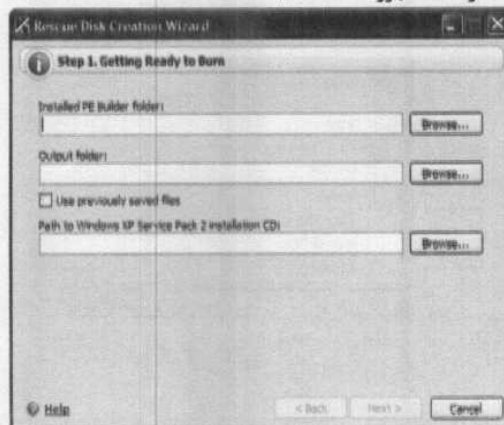 Rescue Disk Creation Wizard
Step 1. Getting Ready to Burn
Installed PE Builder folder:
Browse...
Output folder:
Browse...
Use previously saved files
Path to Windows XP Service Pack 2 installation CD:
Browse...
Help
< Back
Next >
Cancel